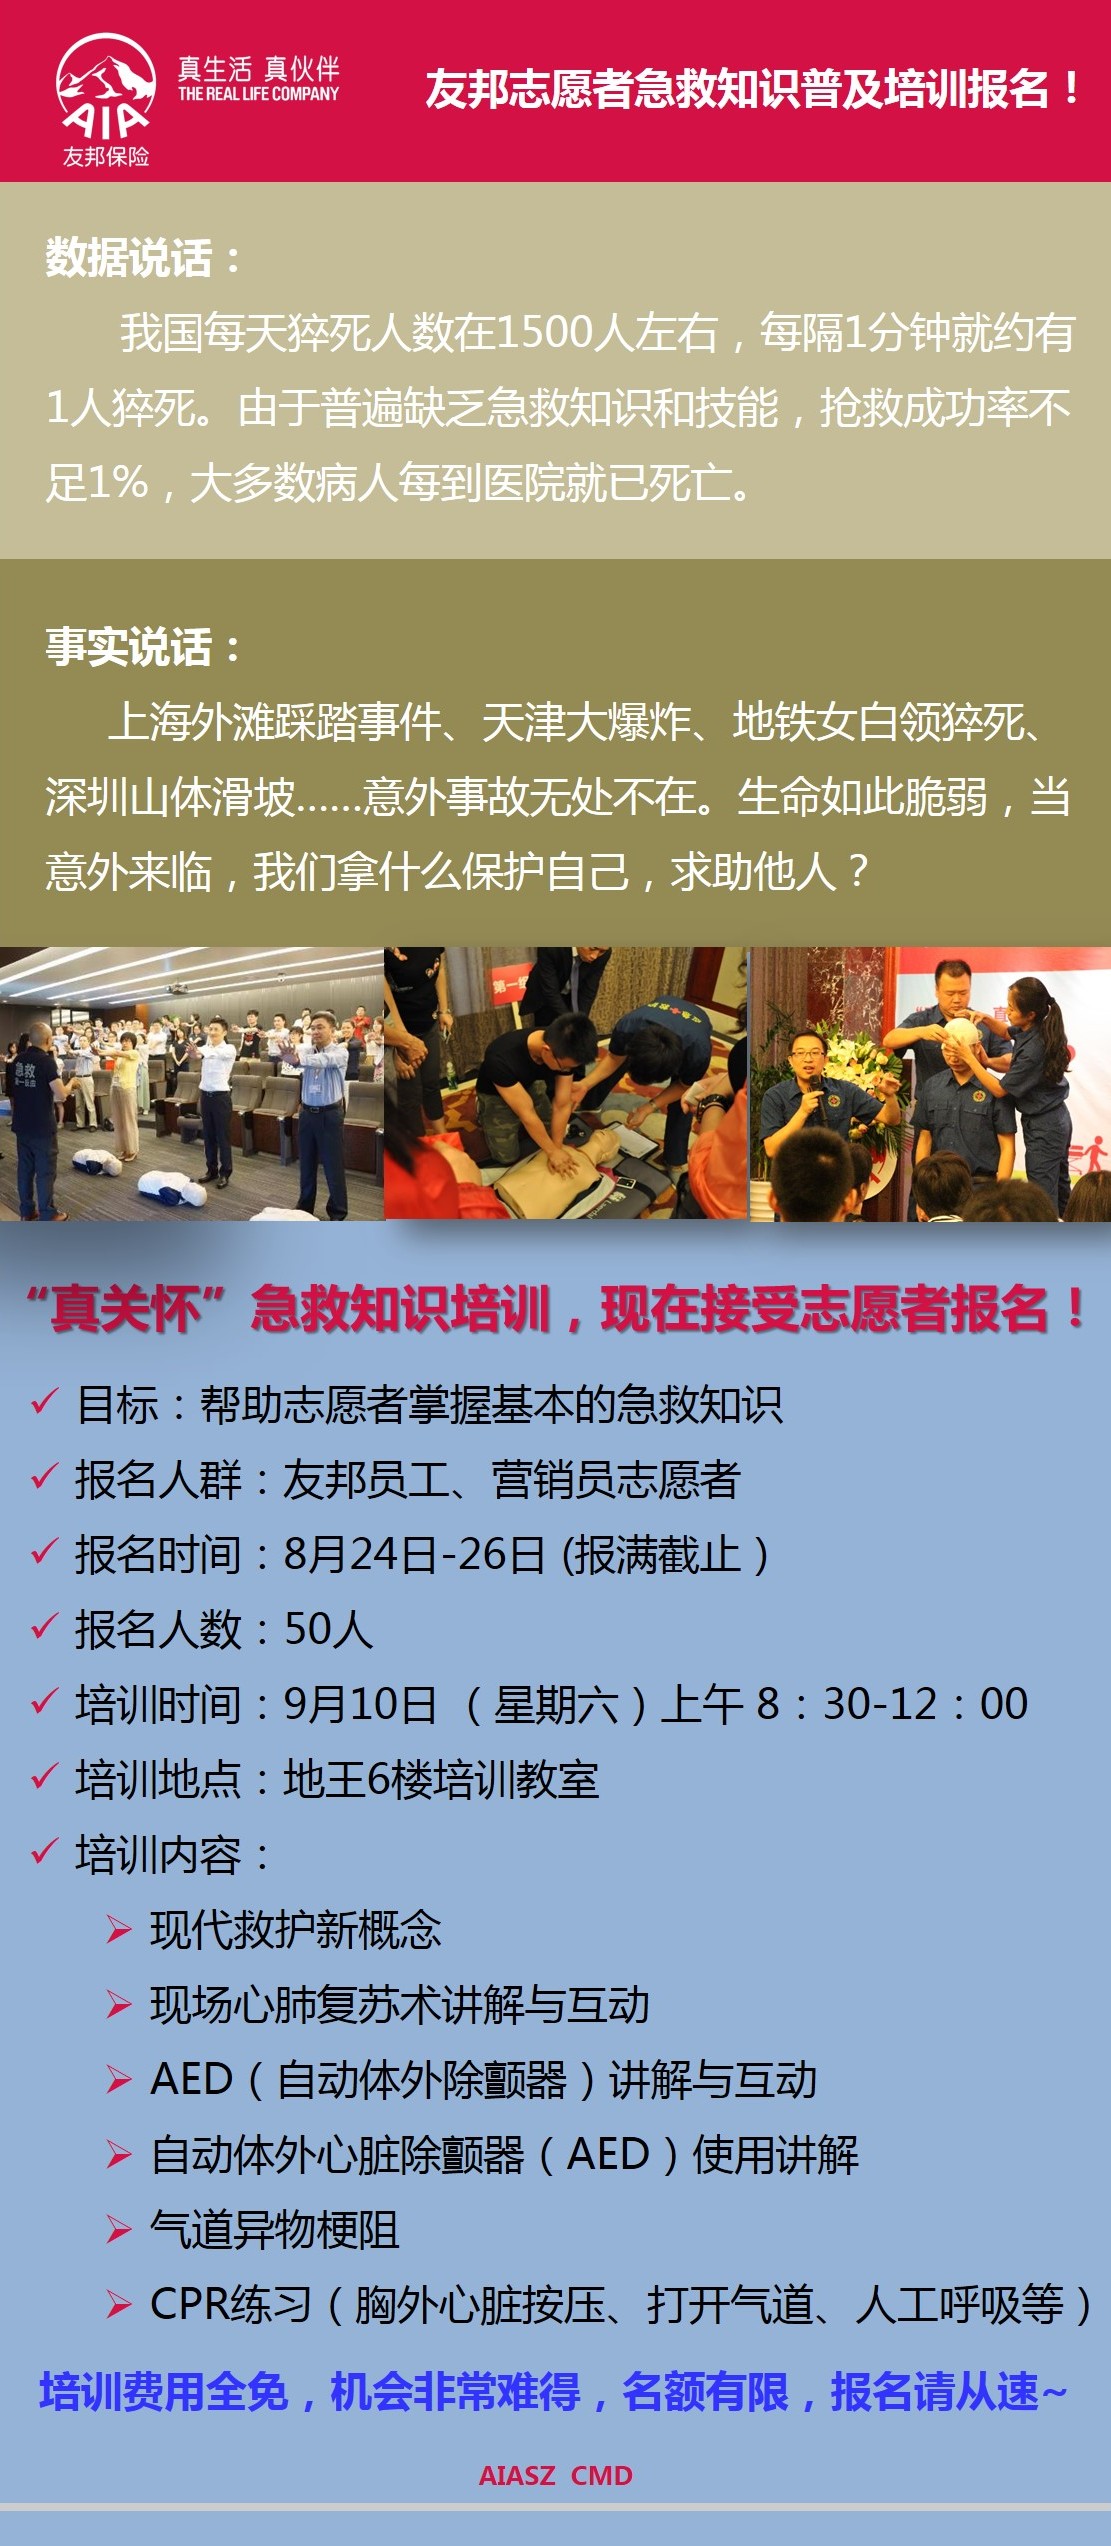 真生活 真伙伴
THE REAL LIFE COMPANY
AIA
友邦保险
友邦志愿者急救知识普及培训报名！
数据说话：
我国每天猝死人数在1500人左右，每隔1分钟就约有
1人猝死。由于普遍缺乏急救知识和技能，抢救成功率不
足1%，大多数病人每到医院就已死亡。
事实说话：
上海外滩踩踏事件、天津大爆炸、地铁女白领猝死、
深圳山体滑坡……意外事故无处不在。生命如此脆弱，当
意外来临，我们拿什么保护自己，求助他人？
急救
第一
真
“真关怀”急救知识培训，现在接受志愿者报名！
✓ 目标：帮助志愿者掌握基本的急救知识
✓ 报名人群：友邦员工、营销员志愿者
✓ 报名时间：8月24日-26日 (报满截止）
✓ 报名人数：50人
✓ 培训时间：9月10日 （星期六）上午 8：30-12：00
✓ 培训地点：地王6楼培训教室
✓ 培训内容：
➢ 现代救护新概念
➢ 现场心肺复苏术讲解与互动
➢ AED（自动体外除颤器）讲解与互动
➢ 自动体外心脏除颤器（AED）使用讲解
➢ 气道异物梗阻
➢ CPR练习（胸外心脏按压、打开气道、人工呼吸等）
培训费用全免，机会非常难得，名额有限，报名请从速~
AIASZ CMD